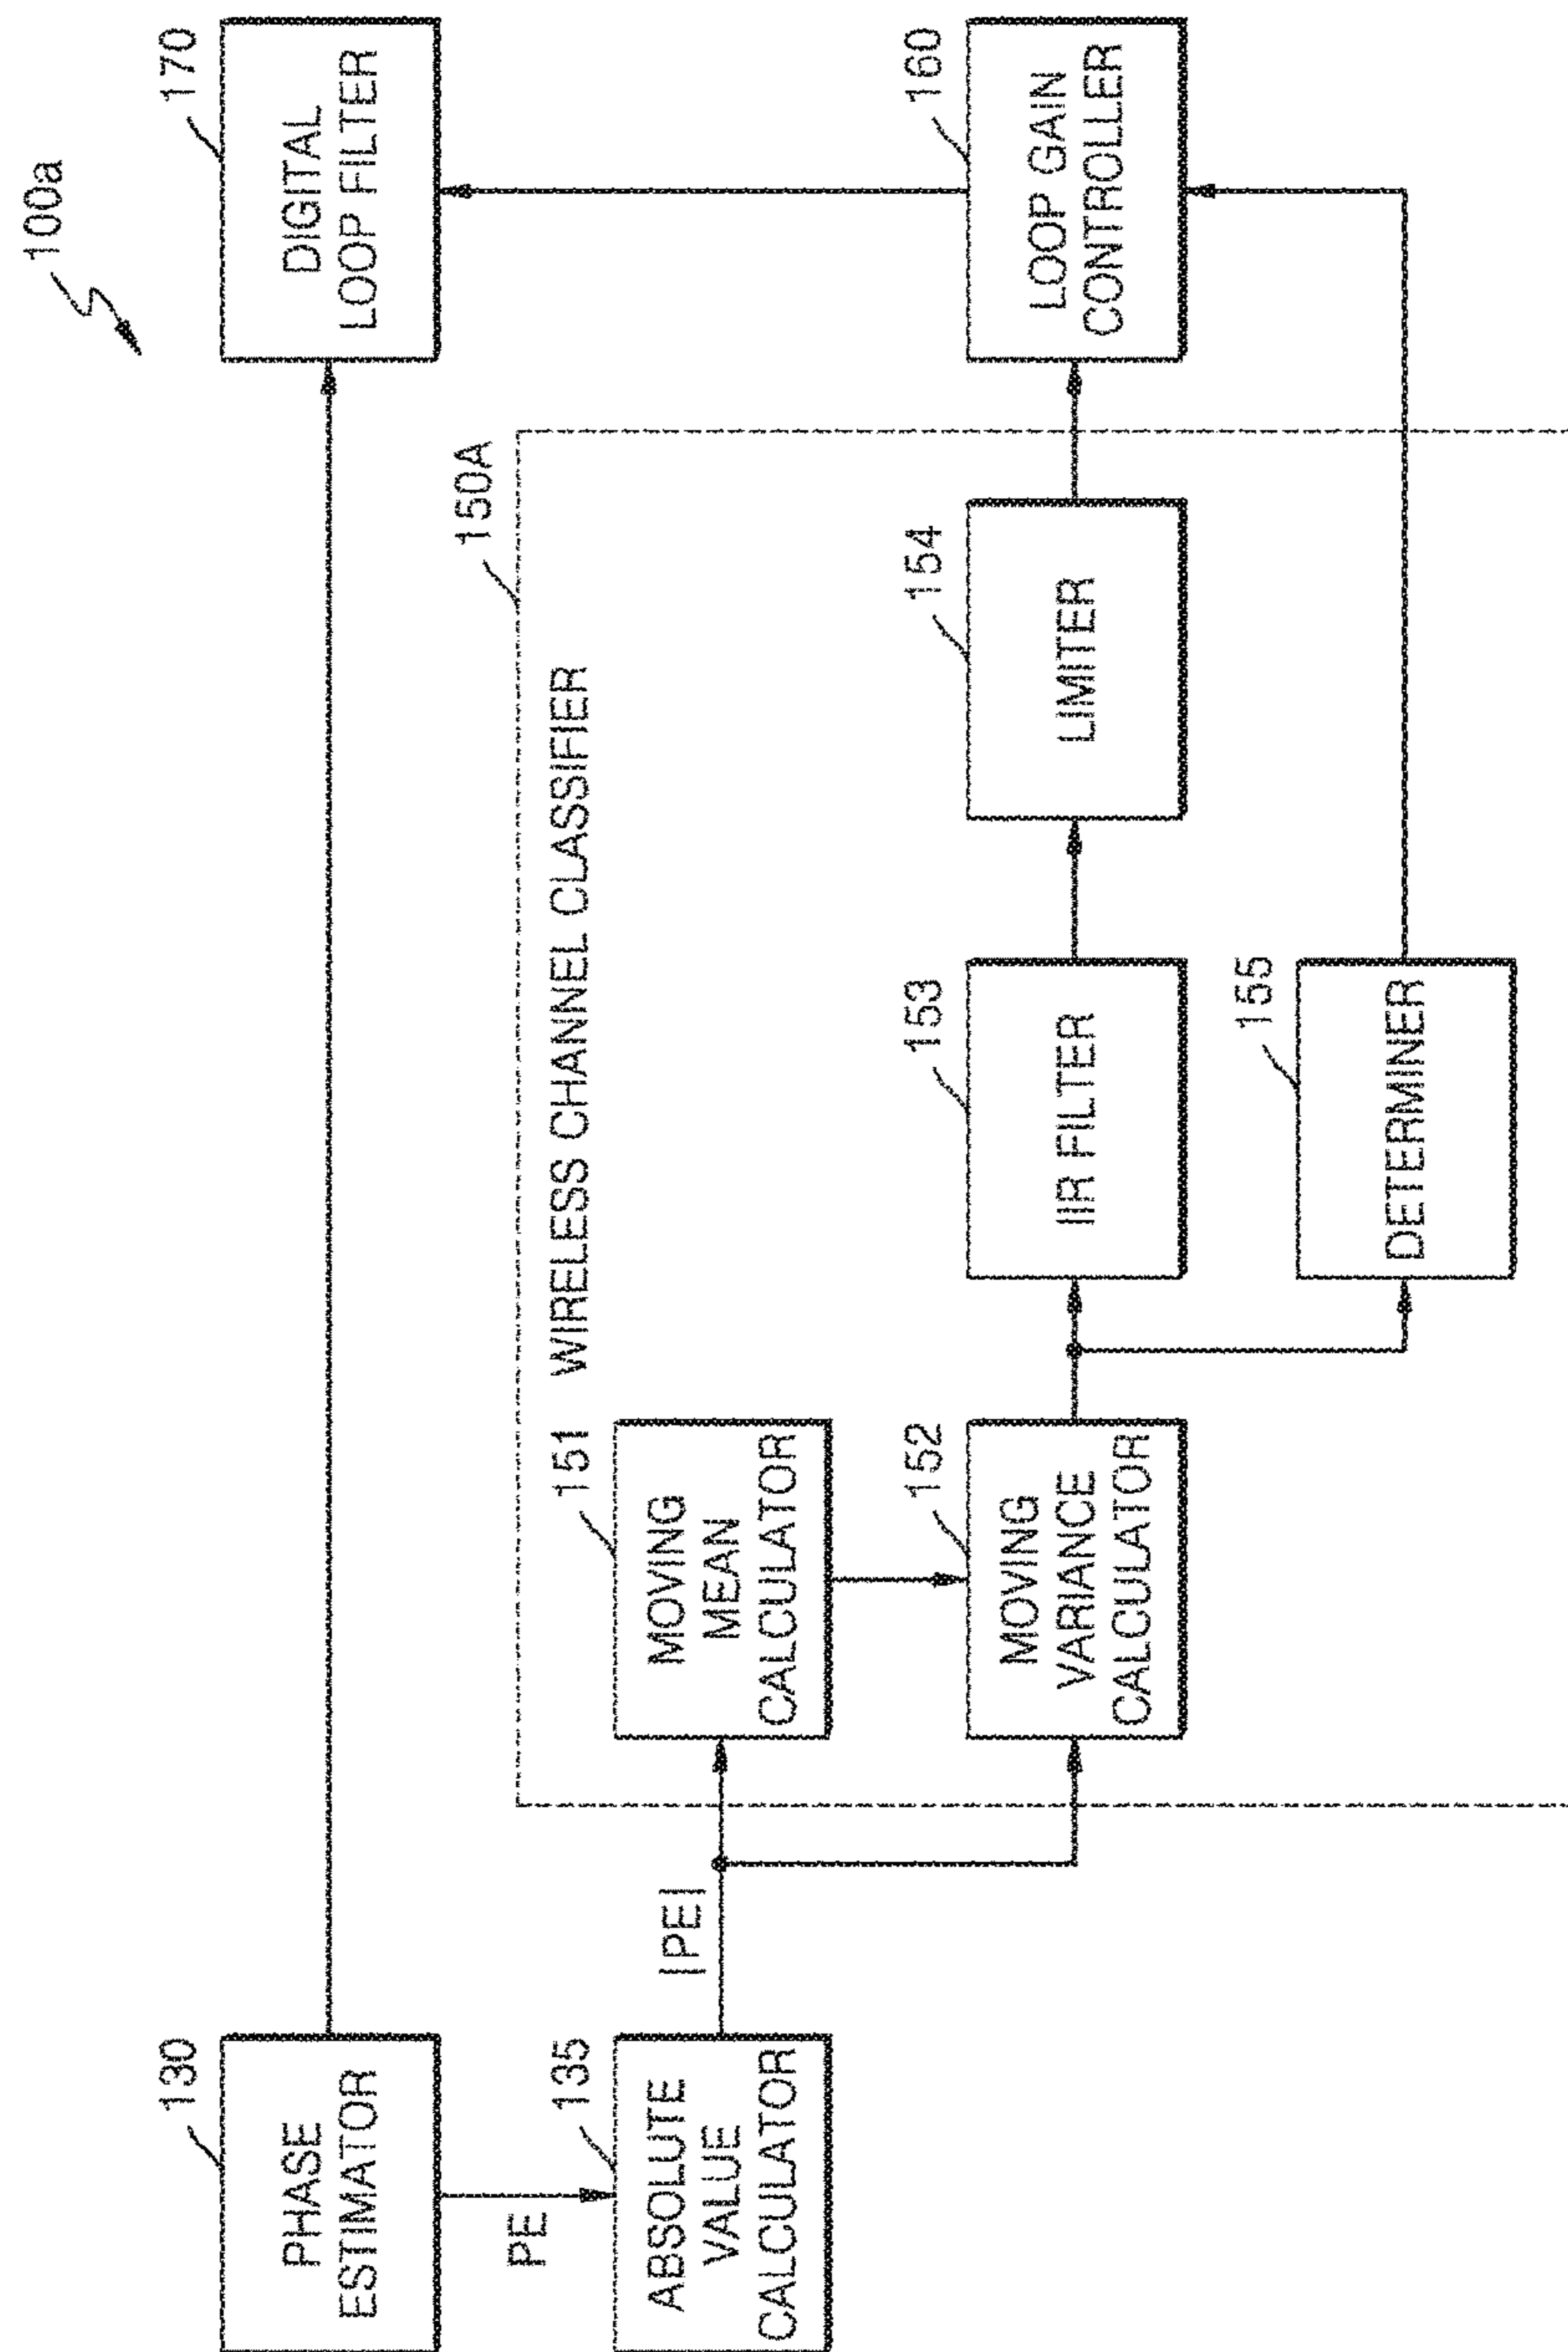 100a
130
PHASE
ESTIMATOR
170
DIGITAL
LOOP FILTER
PE
150A
135
ABSOLUTE
VALUE
CALCULATOR
|PE|
151
WIRELESS CHANNEL CLASSIFIER
MOVING
MEAN
CALCULATOR
152
MOVING
VARIANCE
CALCULATOR
153
IIR FILTER
154
LIMITER
160
LOOP GAIN
CONTROLLER
155
DETERMINER